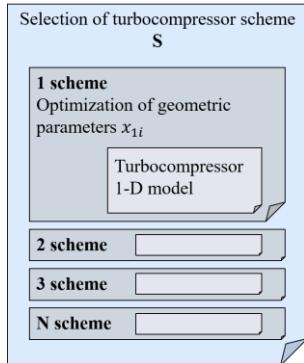 Selection of turbocompressor scheme
S
1 scheme
Optimization of geometric
parameters x₁ᵢ
Turbocompressor
1-D model
2 scheme
3 scheme
N scheme